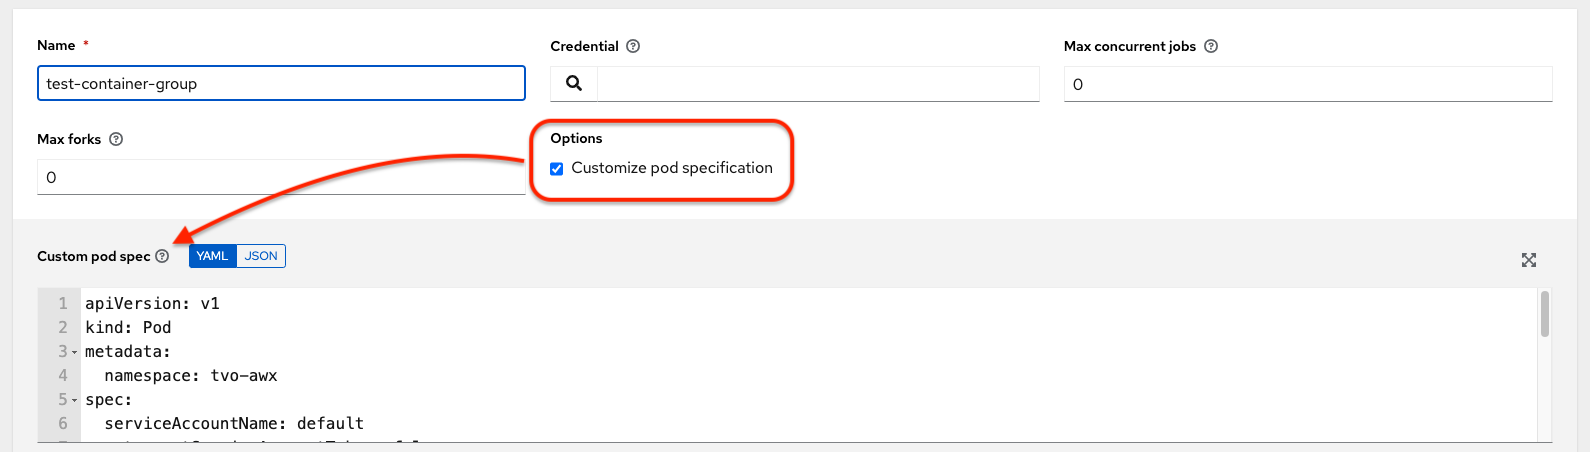 Name *
Credential
Max concurrent jobs
test-container-group
0
Max forks
Options
0
Customize pod specification
Custom pod spec
YAML JSON
1 apiVersion: v1
2 kind: Pod
3 metadata:
4 namespace: tvo-awx
5 spec:
6 serviceAccountName: default